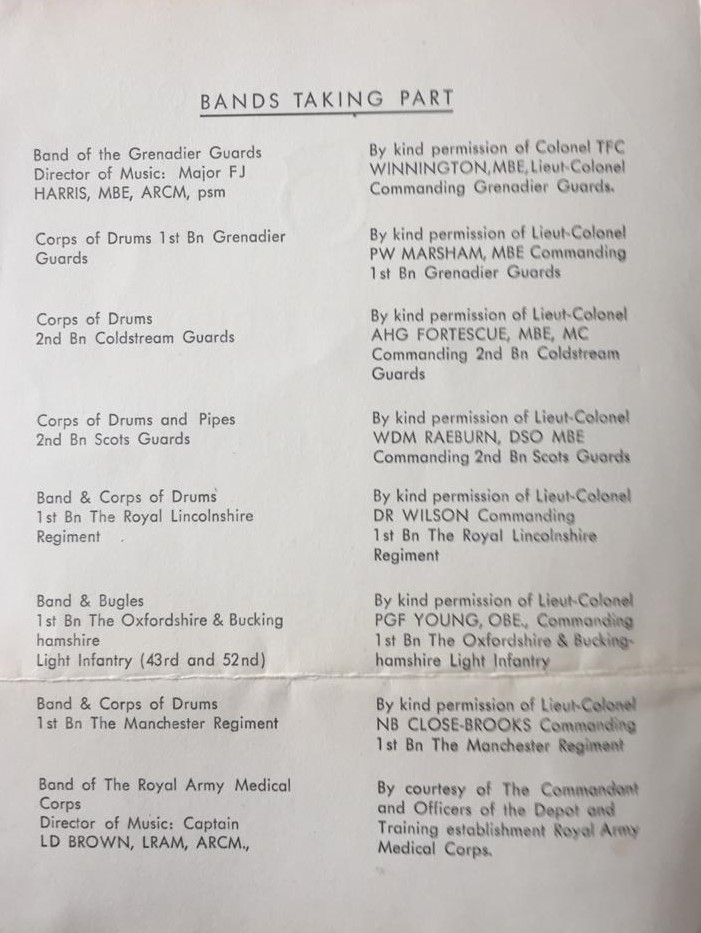 BANDS TAKING PART
Band of the Grenadier Guards
Director of Music: Major FJ
HARRIS, MBE, ARCM, psm
By kind permission of Colonel TFC
WINNINGTON, MBE, Lieut-Colonel
Commanding Grenadier Guards.
Corps of Drums 1st Bn Grenadier
Guards
By kind permission of Lieut-Colonel
PW MARSHAM, MBE Commanding
1st Bn Grenadier Guards
Corps of Drums
2nd Bn Coldstream Guards
By kind permission of Lieut-Colonel
AHG FORTESCUE, MBE, MC
Commanding 2nd Bn Coldstream
Guards
Corps of Drums and Pipes
2nd Bn Scots Guards
By kind permission of Lieut-Colonel
WDM RAEBURN, DSO MBE
Commanding 2nd Bn Scots Guards
Band & Corps of Drums
1st Bn The Royal Lincolnshire
Regiment
By kind permission of Lieut-Colonel
DR WILSON Commanding
1st Bn The Royal Lincolnshire
Regiment
Band & Bugles
1st Bn The Oxfordshire & Bucking
hamshire
Light Infantry (43rd and 52nd)
By kind permission of Lieut-Colonel
PGF YOUNG, OBE., Commanding
1st Bn The Oxfordshire & Bucking-
hamshire Light Infantry
Band & Corps of Drums
1st Bn The Manchester Regiment
By kind permission of Lieut-Colonel
NB CLOSE-BROOKS Commanding
1st Bn The Manchester Regiment
Band of The Royal Army Medical
Corps
Director of Music: Captain
LD BROWN, LRAM, ARCM.,
By courtesy of The Commandant
and Officers of the Depot and
Training establishment Royal Army
Medical Corps.